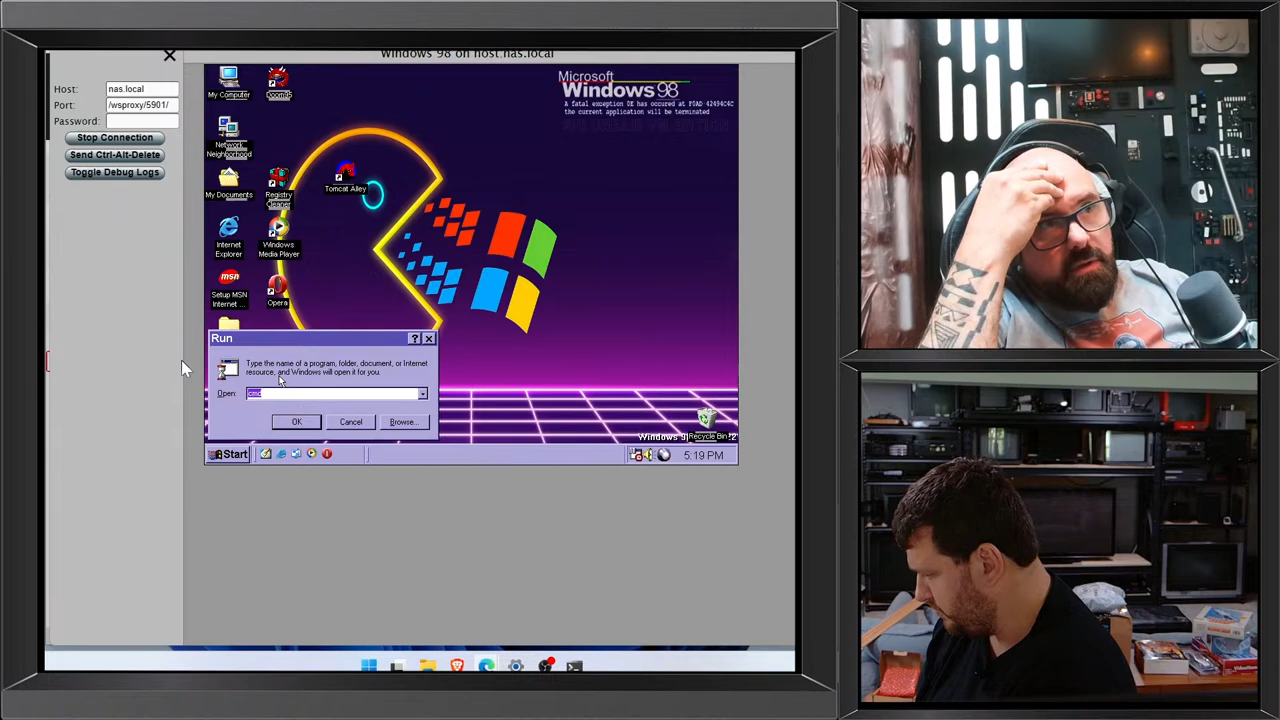 Windows 98 on host nas.local
Host: nas.local
Port: /wsproxy/5901/
Password:
Stop Connection
Send Ctrl-Alt-Delete
Toggle Debug Logs
My Computer
Doom95
Network Neighborhood
My Documents
Registry Cleaner
Tomcat Alley
Internet Explorer
Windows Media Player
Setup MSN Internet ...
Opera
Microsoft
Windows 98
A fatal exception 0E has occured at F0AD 42494C4C
the current application will be terminated
Run
Type the name of a program, folder, document, or Internet
resource, and Windows will open it for you.
Open: cmd
OK
Cancel
Browse...
Recycle Bin
Start
5:19 PM